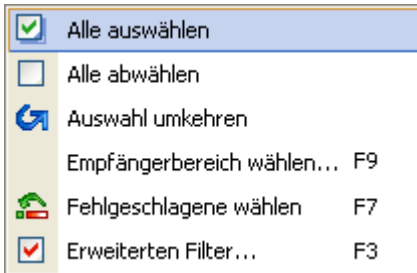 Alle auswählen
Alle abwählen
Auswahl umkehren
Empfängerbereich wählen... F9
Fehlgeschlagene wählen F7
Erweiterten Filter... F3